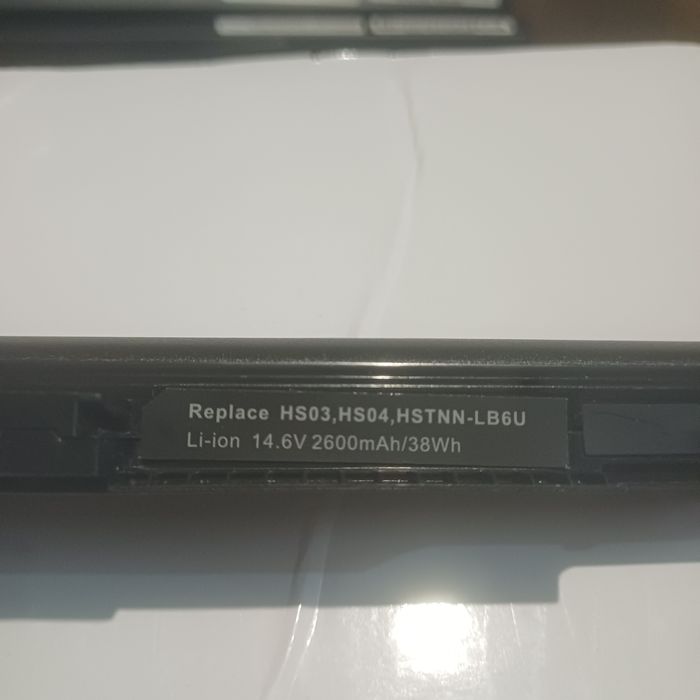 Replace HS03,HS04,HSTNN-LB6U
Li-ion 14.6V 2600mAh/38Wh